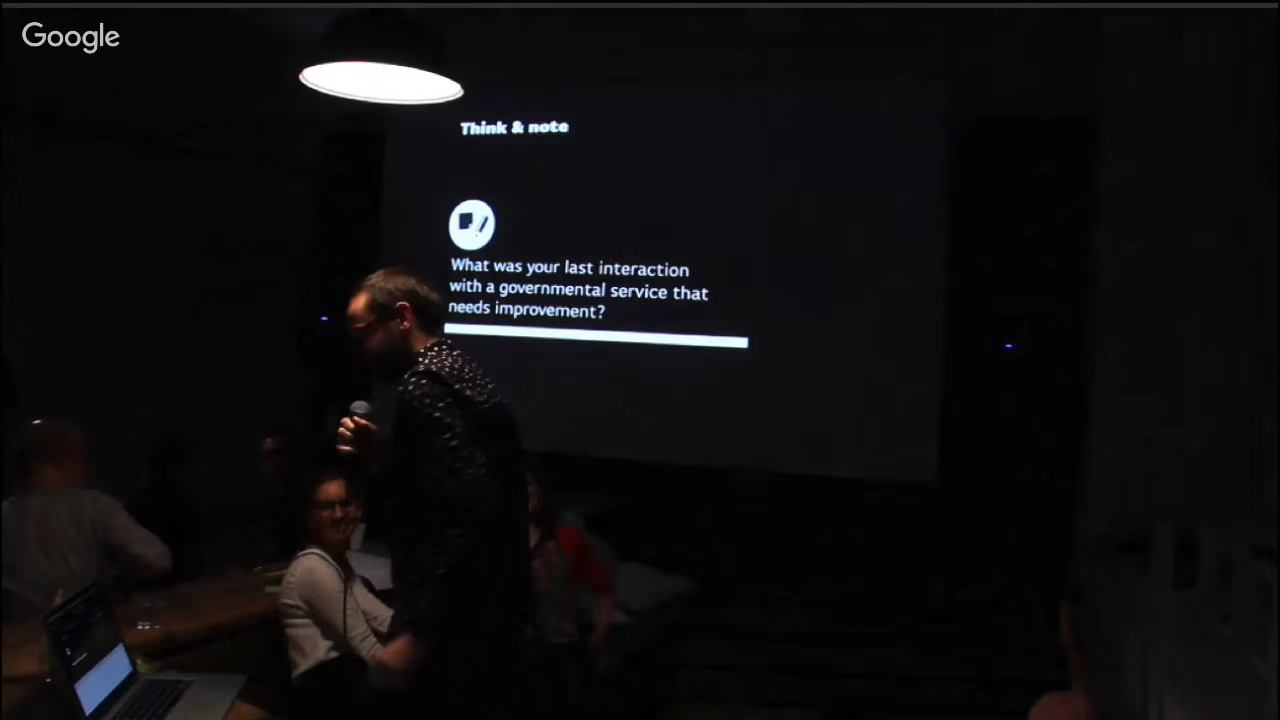 Google
Think & note
What was your last interaction
with a governmental service that
needs improvement?